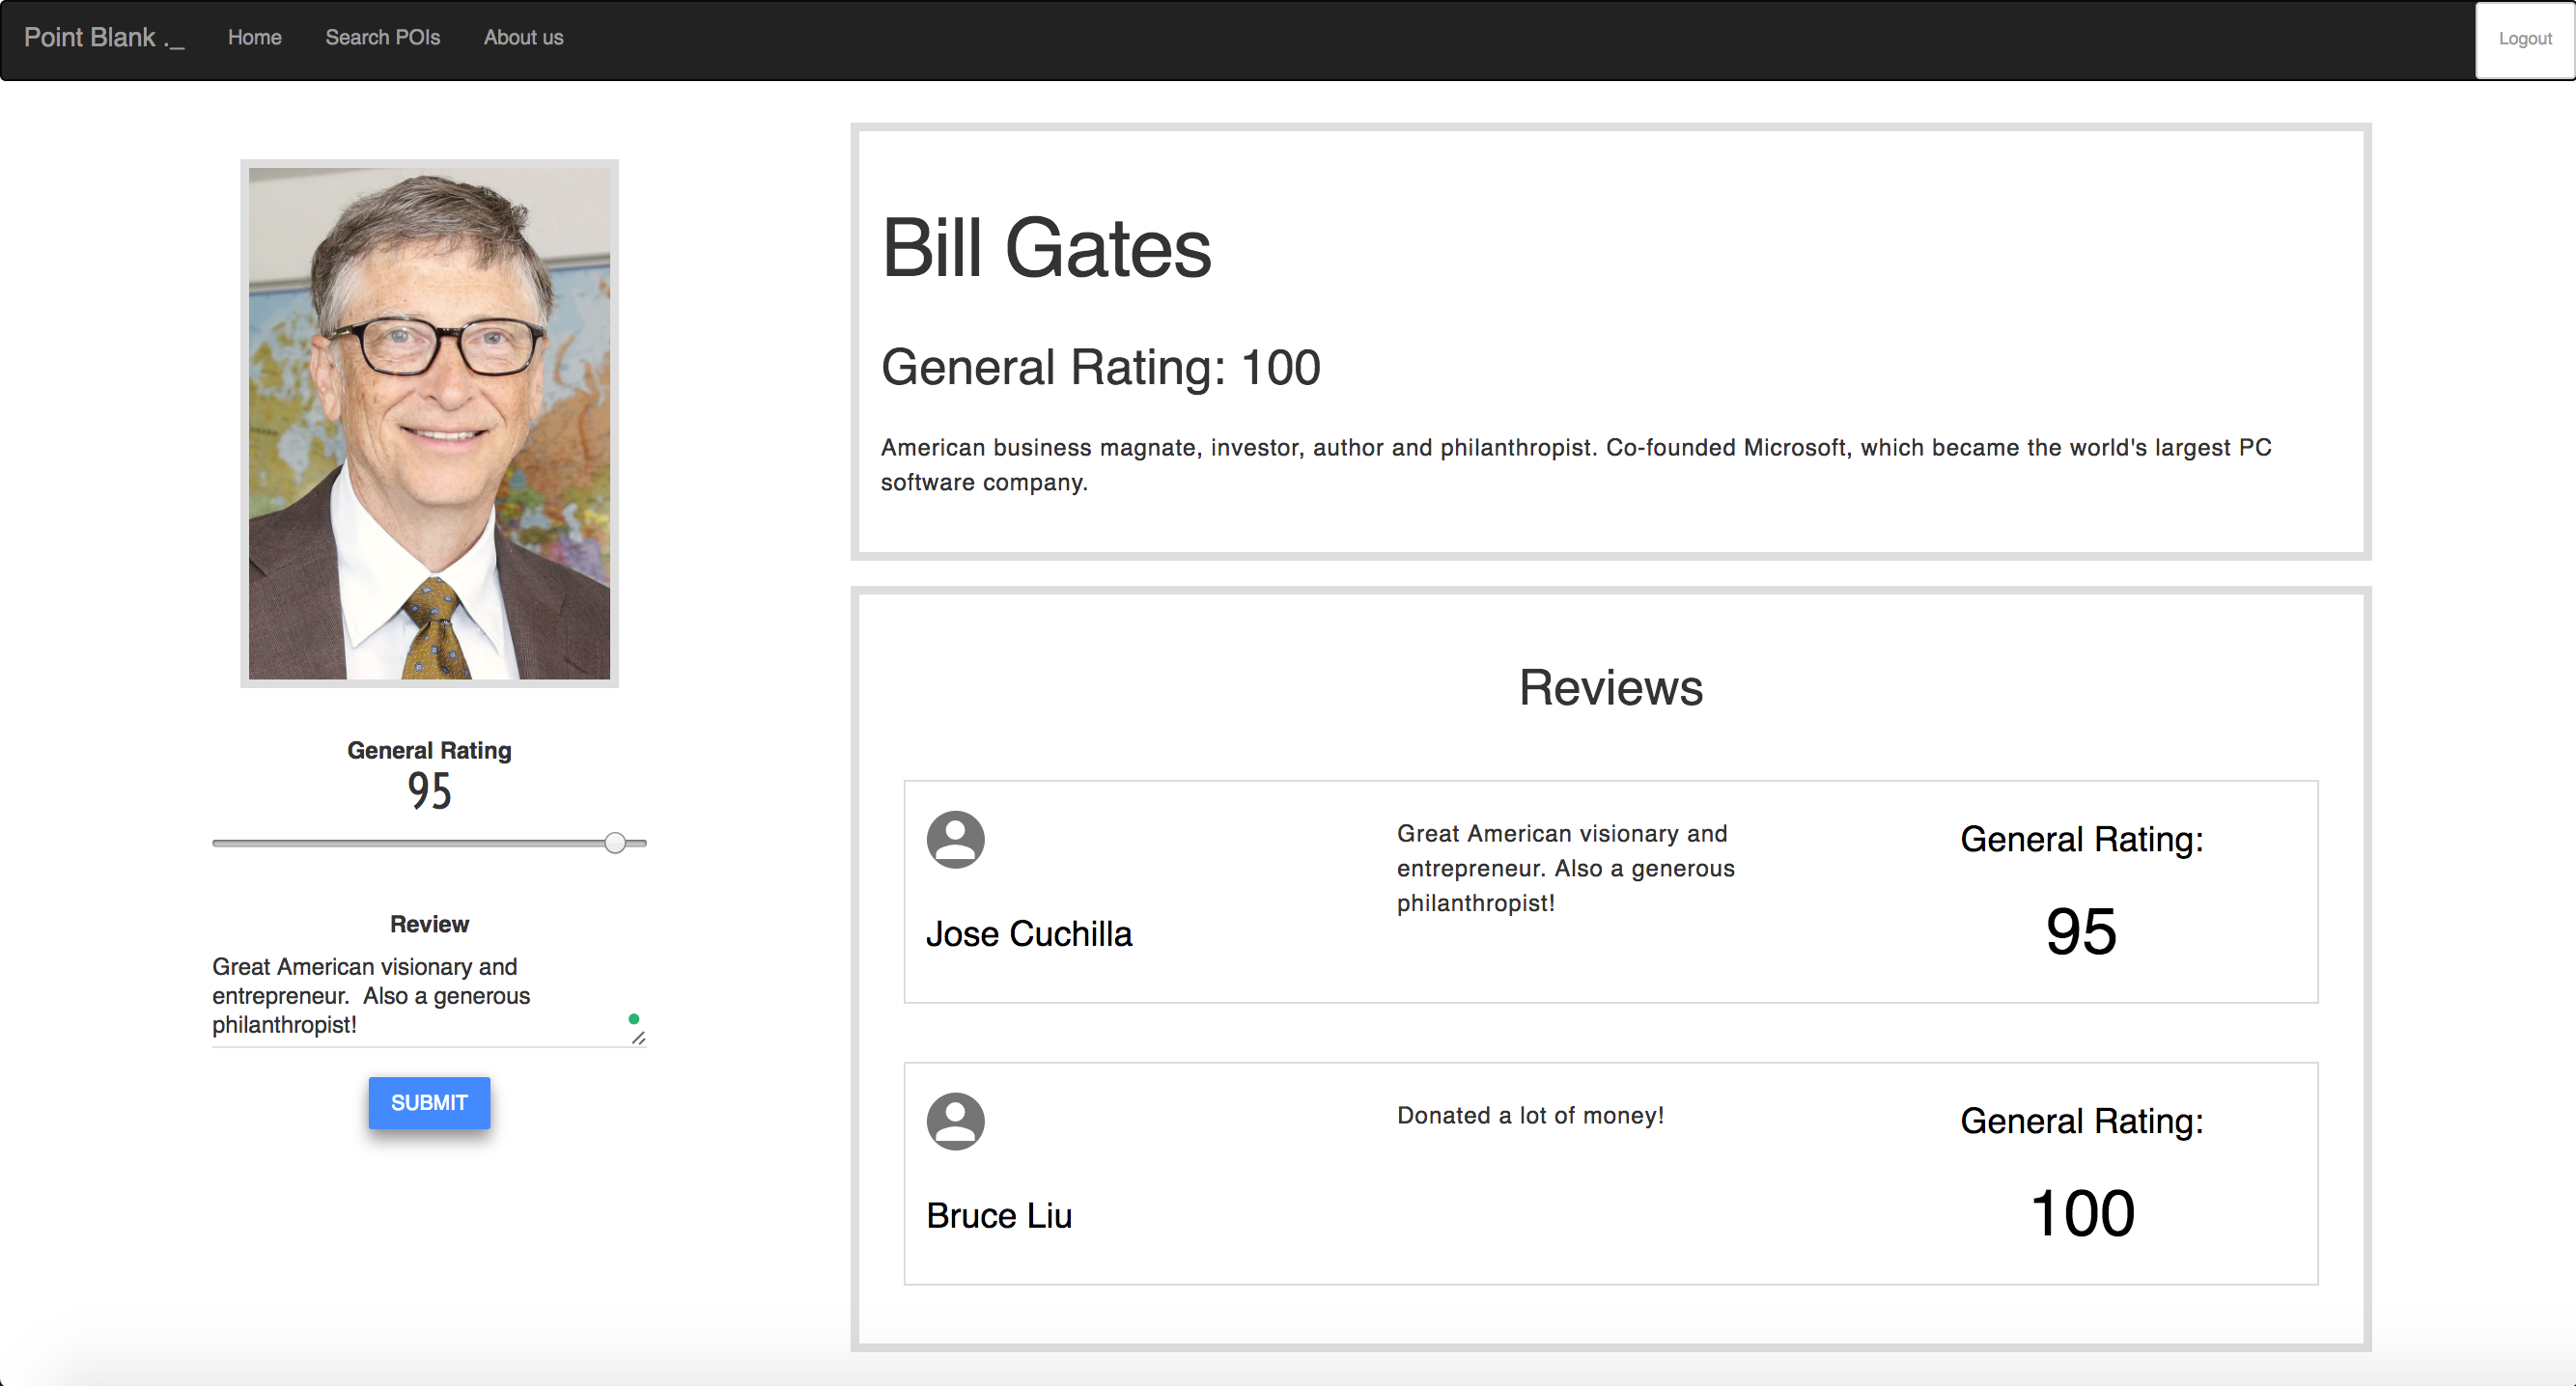 Point Blank ._ Home Search POIs About us Logout
General Rating
95
Review
Great American visionary and
entrepreneur.  Also a generous
philanthropist!
SUBMIT
Bill Gates
General Rating: 100
American business magnate, investor, author and philanthropist. Co-founded Microsoft, which became the world's largest PC
software company.
Reviews
Jose Cuchilla
Great American visionary and
entrepreneur. Also a generous
philanthropist!
General Rating:
95
Bruce Liu
Donated a lot of money!
General Rating:
100